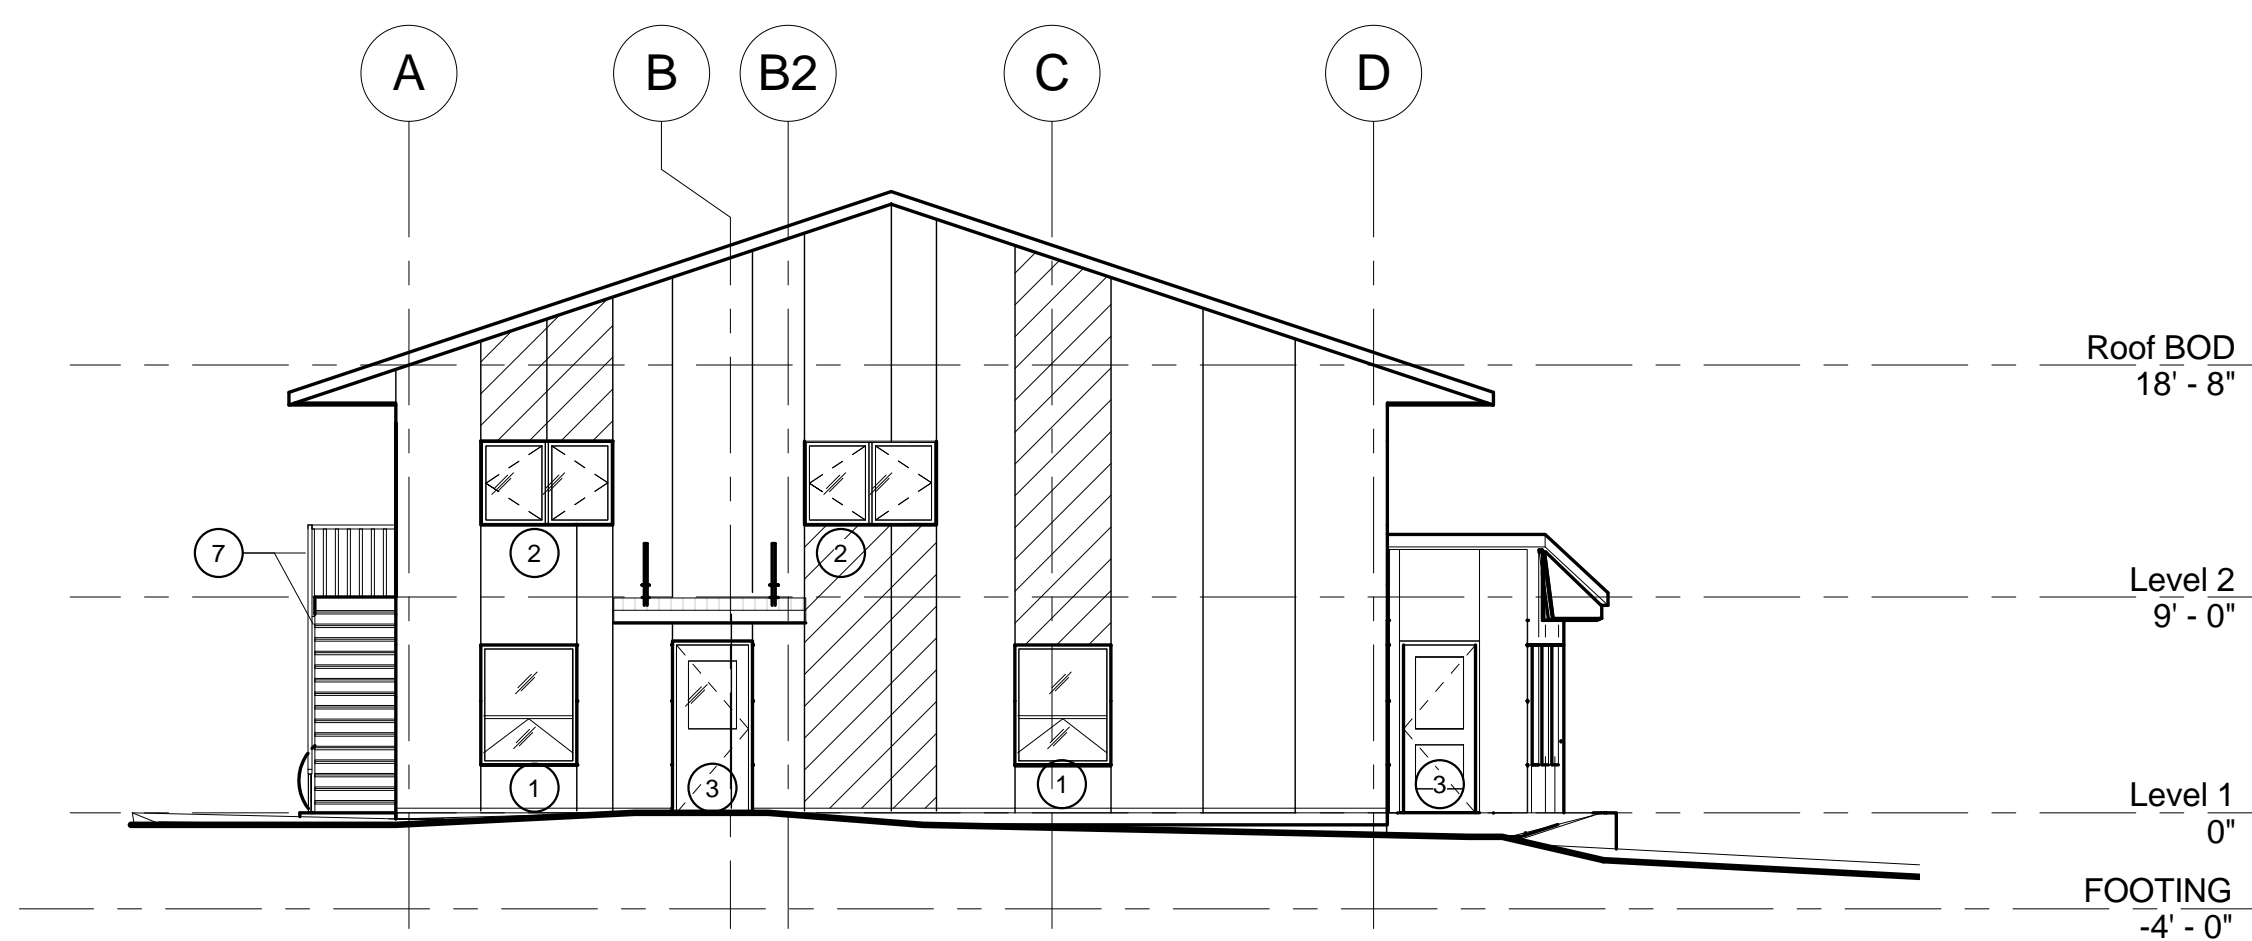 A B B2 C D
Roof BOD
18' - 8"
7 2 2
Level 2
9' - 0"
1 3 1 3
Level 1
0"
FOOTING
-4' - 0"